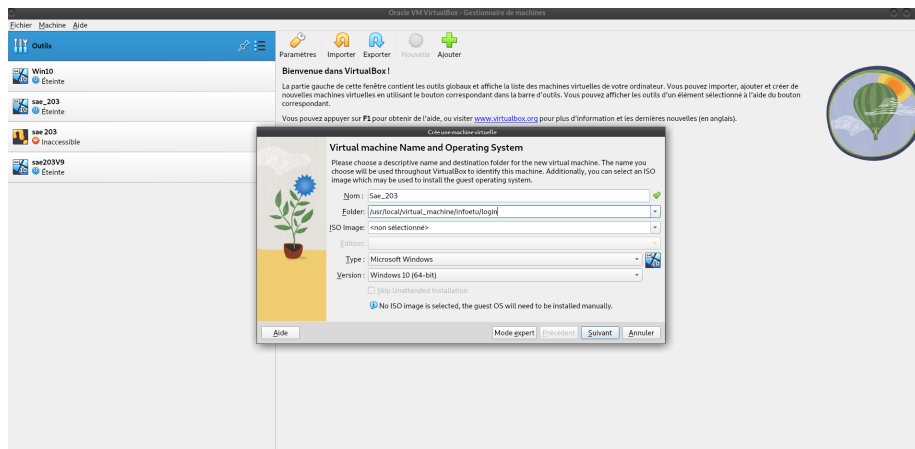 Oracle VM VirtualBox - Gestionnaire de machines
Fichier Machine Aide
Outils
Paramètres Importer Exporter Nouvelle Ajouter
Win10
Éteinte
sae_203
Éteinte
sae 203
Inaccessible
sae203V9
Éteinte
Bienvenue dans VirtualBox !
La partie gauche de cette fenêtre contient les outils globaux et affiche la liste des machines virtuelles de votre ordinateur. Vous pouvez importer, ajouter et créer de
nouvelles machines virtuelles en utilisant le bouton correspondant dans la barre d'outils. Vous pouvez afficher les outils d'un élément sélectionné à l'aide du bouton
correspondant.
Vous pouvez appuyer sur F1 pour obtenir de l'aide, ou visiter www.virtualbox.org pour plus d'information et les dernières nouvelles (en anglais).
Crée une machine virtuelle
Virtual machine Name and Operating System
Please choose a descriptive name and destination folder for the new virtual machine. The name you
choose will be used throughout VirtualBox to identify this machine. Additionally, you can select an ISO
image which may be used to install the guest operating system.
Nom : Sae_203
Folder: /usr/local/virtual_machine/infoetu/login
ISO Image: <non sélectionné>
Edition:
Type : Microsoft Windows
Version : Windows 10 (64-bit)
Skip Unattended Installation
No ISO image is selected, the guest OS will need to be installed manually.
Aide Mode expert Précédent Suivant Annuler